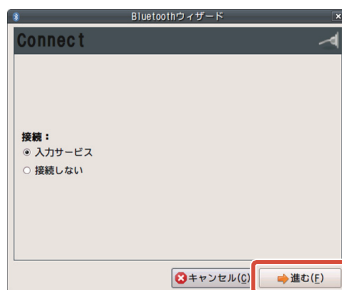 Bluetoothウィザード
Connect
接続：
入力サービス
接続しない
キャンセル(C)
進む(F)